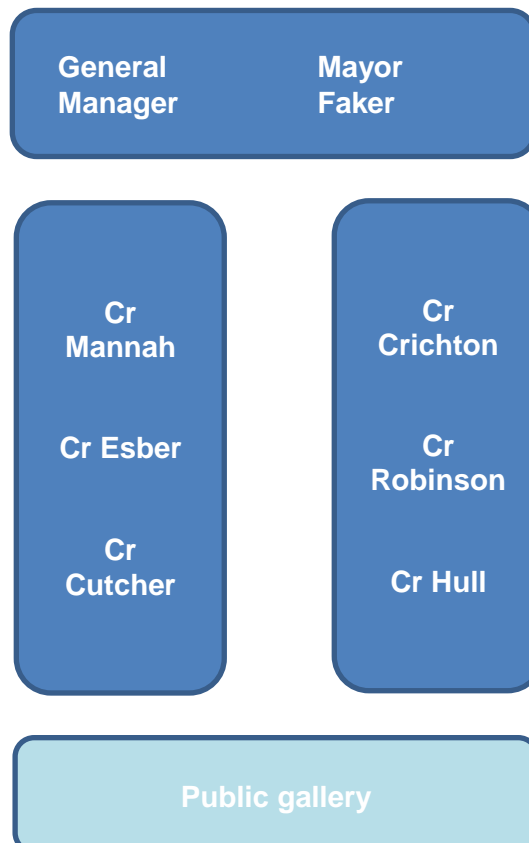 General
Manager
Mayor
Faker
Cr
Mannah
Cr Esber
Cr
Cutcher
Cr
Crichton
Cr
Robinson
Cr Hull
Public gallery